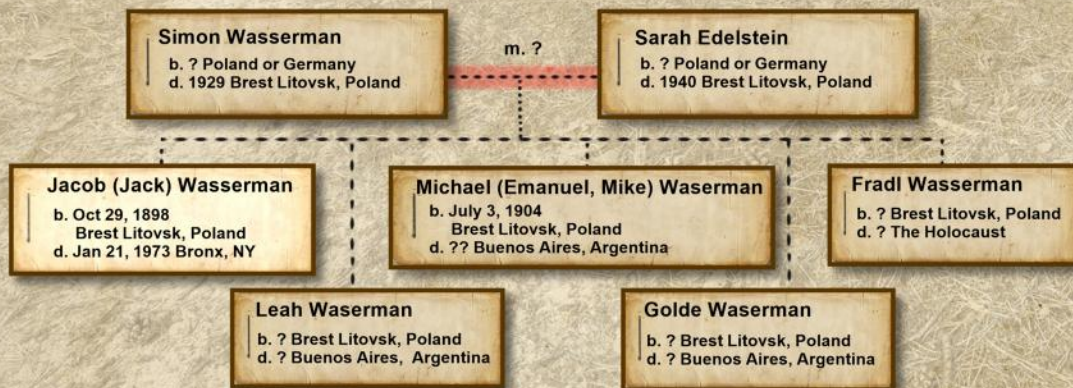 Simon Wasserman
b. ? Poland or Germany
d. 1929 Brest Litovsk, Poland
m. ?
Sarah Edelstein
b. ? Poland or Germany
d. 1940 Brest Litovsk, Poland
Jacob (Jack) Wasserman
b. Oct 29, 1898
Brest Litovsk, Poland
d. Jan 21, 1973 Bronx, NY
Michael (Emanuel, Mike) Waserman
b. July 3, 1904
Brest Litovsk, Poland
d. ?? Buenos Aires, Argentina
Fradl Wasserman
b. ? Brest Litovsk, Poland
d. ? The Holocaust
Leah Waserman
b. ? Brest Litovsk, Poland
d. ? Buenos Aires, Argentina
Golde Waserman
b. ? Brest Litovsk, Poland
d. ? Buenos Aires, Argentina